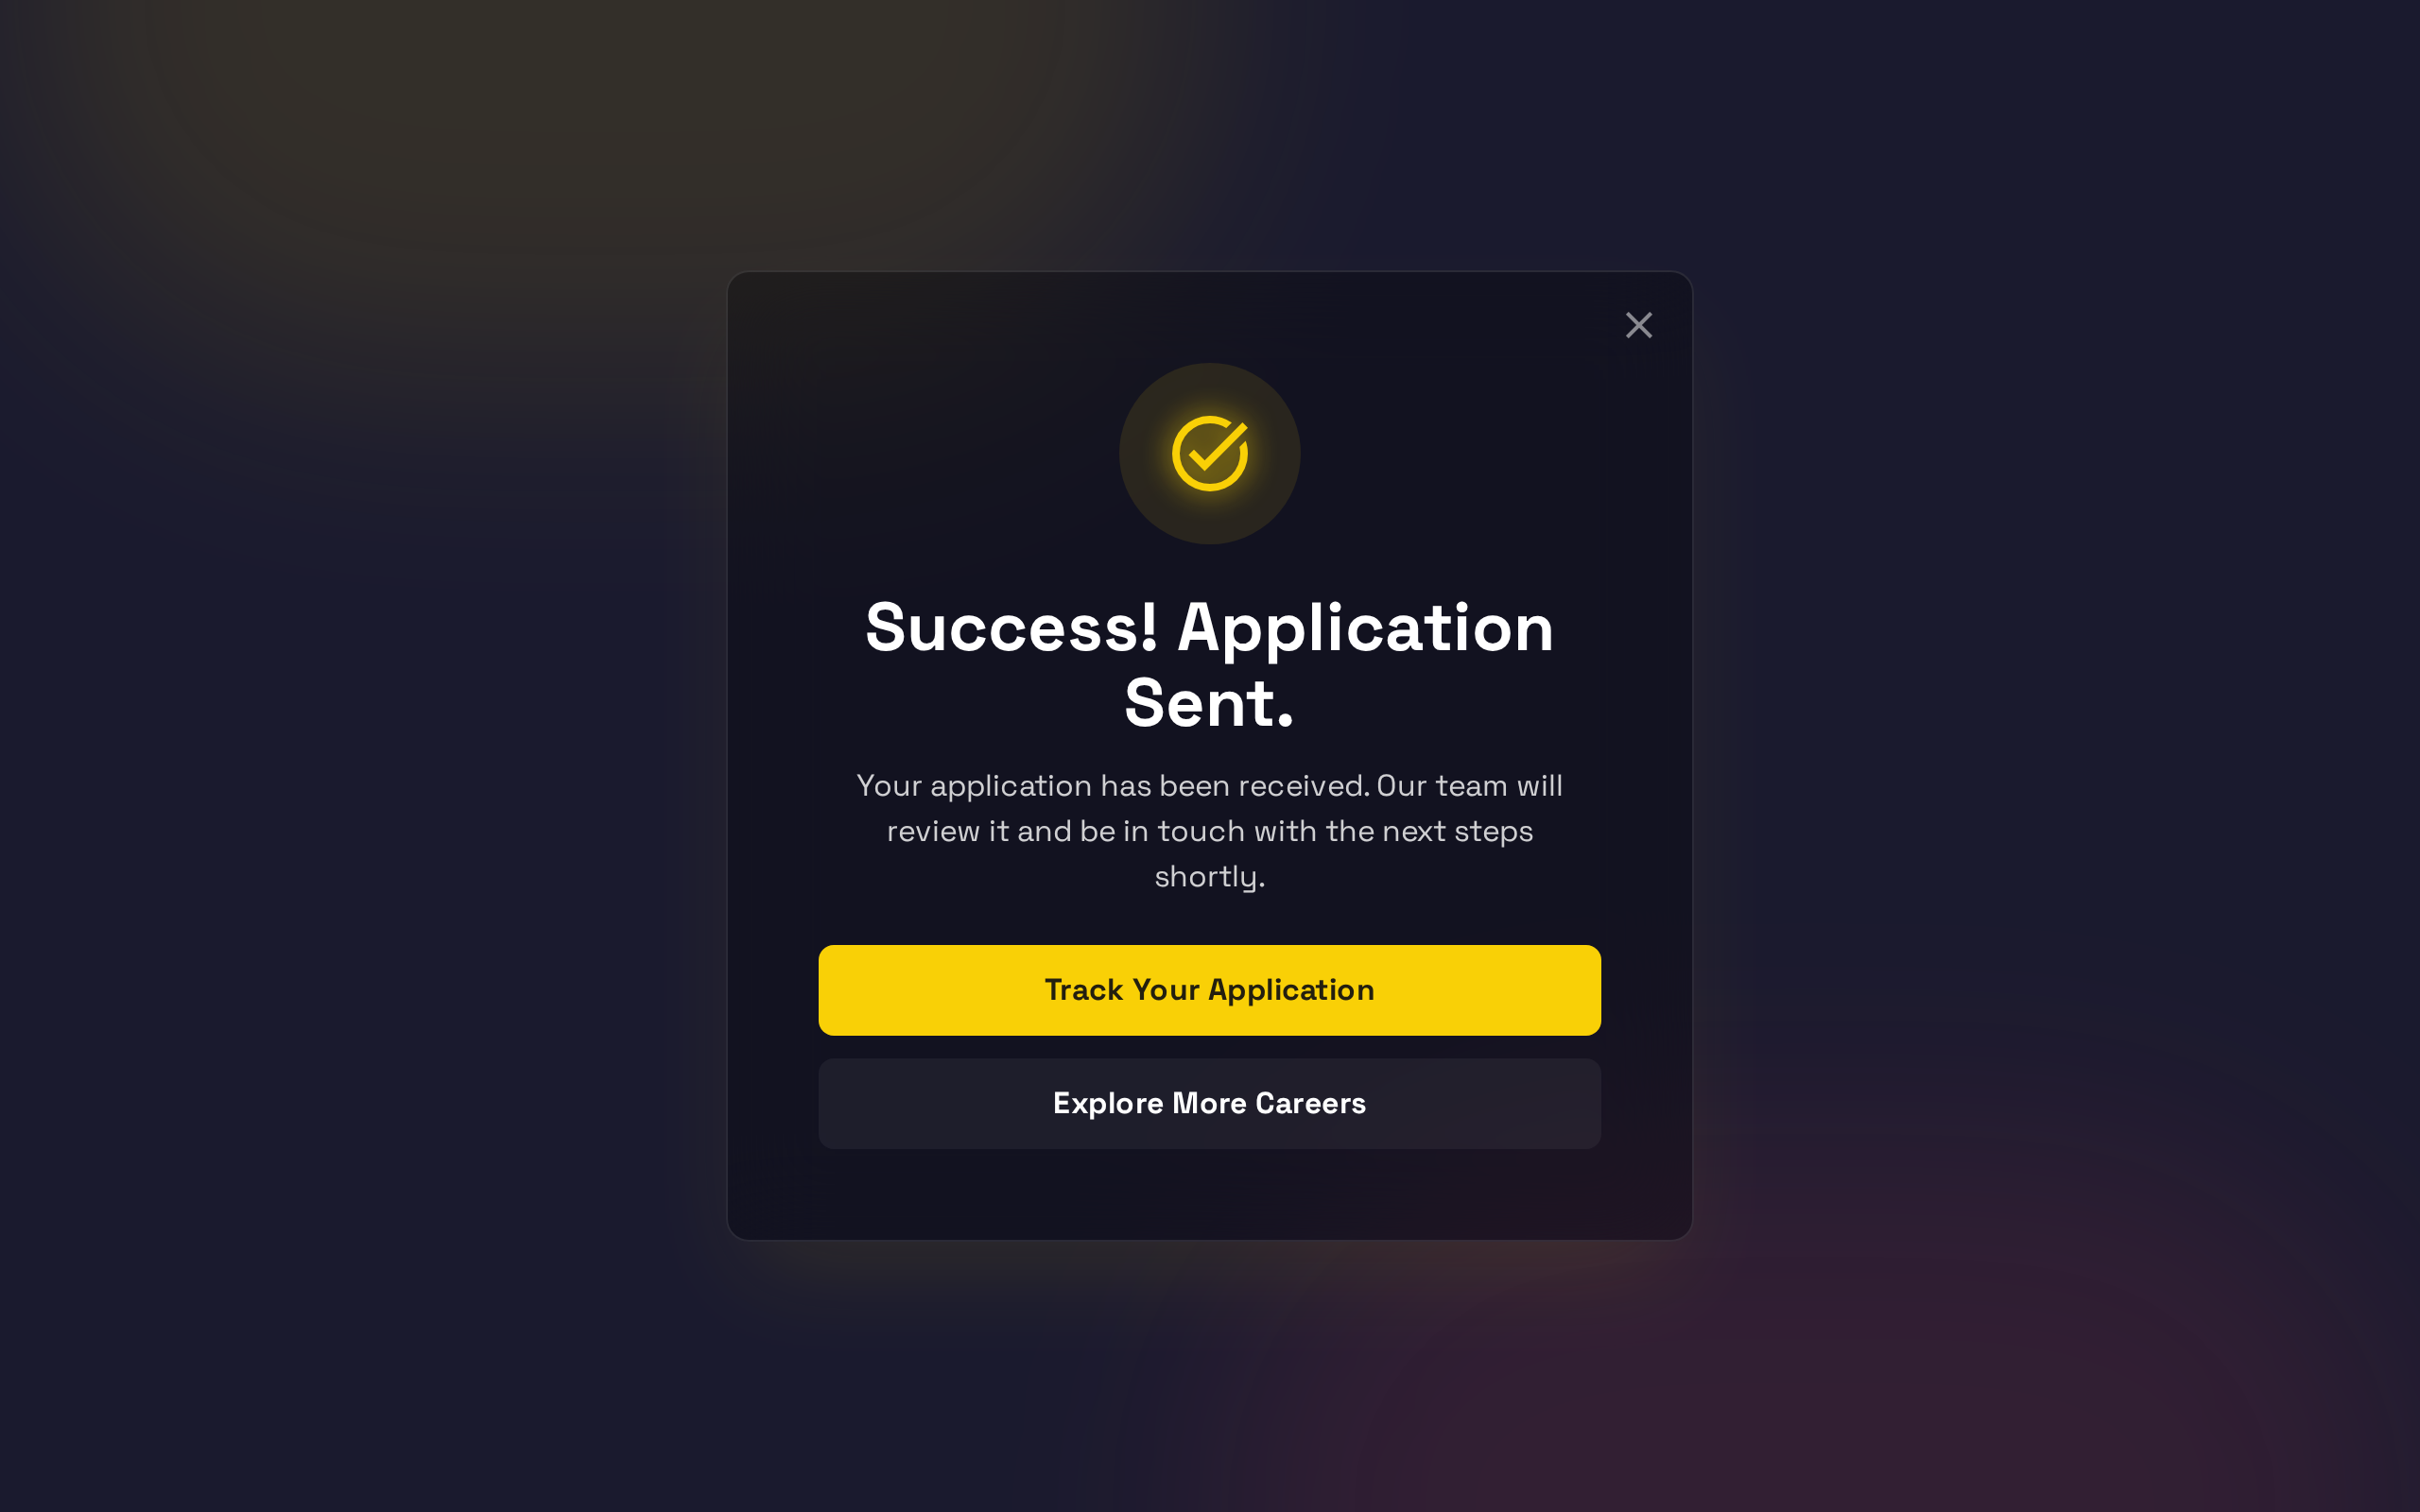 Success! Application
Sent.
Your application has been received. Our team will
review it and be in touch with the next steps
shortly.
Track Your Application
Explore More Careers